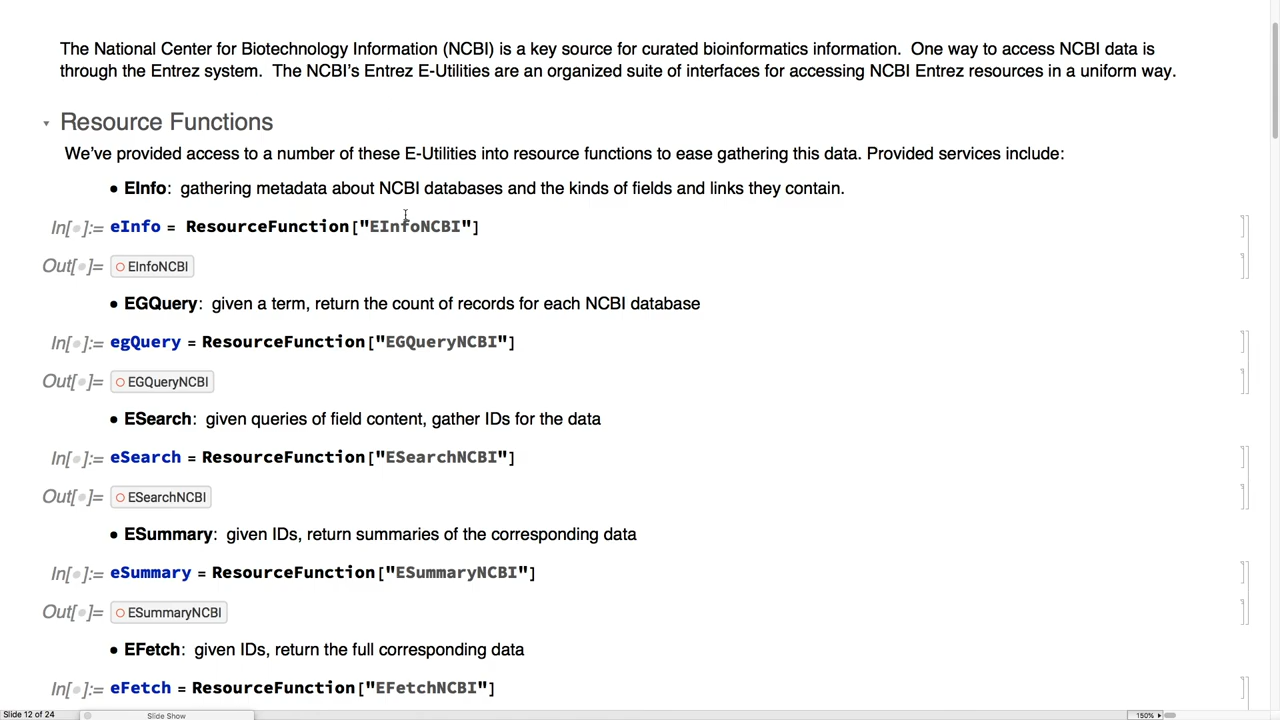 The National Center for Biotechnology Information (NCBI) is a key source for curated bioinformatics information.  One way to access NCBI data is
through the Entrez system.  The NCBI's Entrez E-Utilities are an organized suite of interfaces for accessing NCBI Entrez resources in a uniform way.
Resource Functions
We've provided access to a number of these E-Utilities into resource functions to ease gathering this data. Provided services include:
• EInfo:  gathering metadata about NCBI databases and the kinds of fields and links they contain.
In[●]:= eInfo = ResourceFunction["EInfoNCBI"]
Out[●]= EInfoNCBI
• EGQuery:  given a term, return the count of records for each NCBI database
In[●]:= egQuery = ResourceFunction["EGQueryNCBI"]
Out[●]= EGQueryNCBI
• ESearch:  given queries of field content, gather IDs for the data
In[●]:= eSearch = ResourceFunction["ESearchNCBI"]
Out[●]= ESearchNCBI
• ESummary:  given IDs, return summaries of the corresponding data
In[●]:= eSummary = ResourceFunction["ESummaryNCBI"]
Out[●]= ESummaryNCBI
• EFetch:  given IDs, return the full corresponding data
In[●]:= eFetch = ResourceFunction["EFetchNCBI"]
Slide 12 of 24
Slide Show
150%